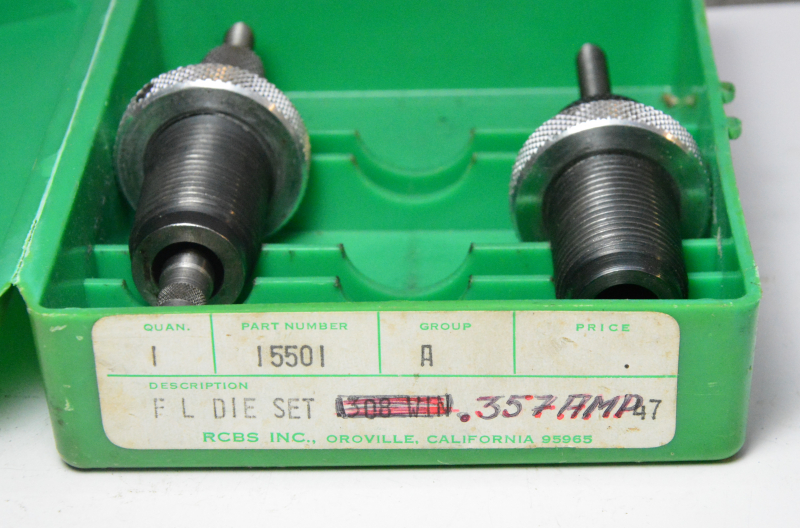 QUAN. PART NUMBER GROUP PRICE
1 15501 A .
DESCRIPTION
F L DIE SET .308 WIN .357 AMP 47
RCBS INC., OROVILLE, CALIFORNIA 95965